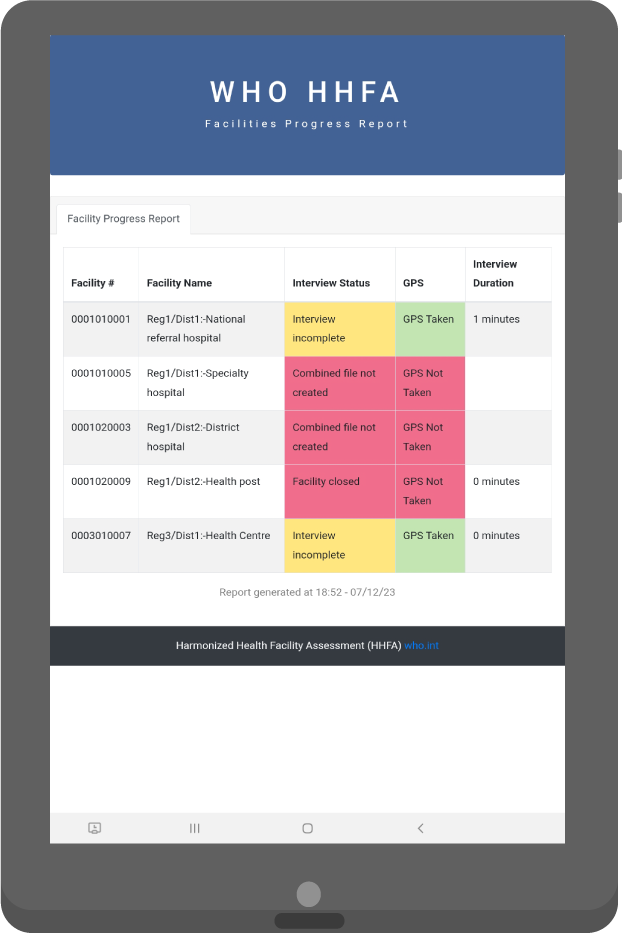 WHO HHFA
Facilities Progress Report
Facility Progress Report
Facility # Facility Name Interview Status GPS Interview Duration
0001010001 Reg1/Dist1:-National referral hospital Interview incomplete GPS Taken 1 minutes
0001010005 Reg1/Dist1:-Specialty hospital Combined file not created GPS Not Taken
0001020003 Reg1/Dist2:-District hospital Combined file not created GPS Not Taken
0001020009 Reg1/Dist2:-Health post Facility closed GPS Not Taken 0 minutes
0003010007 Reg3/Dist1:-Health Centre Interview incomplete GPS Taken 0 minutes
Report generated at 18:52 - 07/12/23
Harmonized Health Facility Assessment (HHFA) who.int